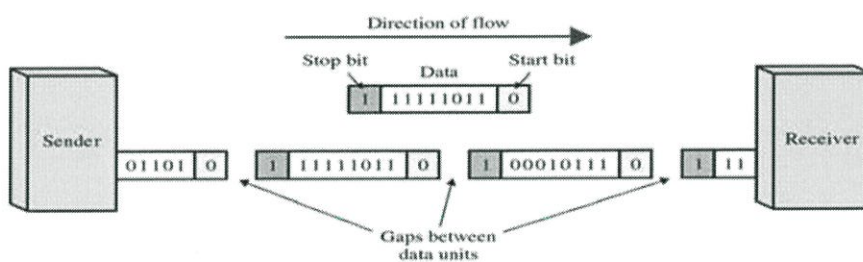 Direction of flow
Stop bit Data Start bit
1 11111011 0
Sender
Receiver
01101 0 1 11111011 0 1 00010111 0 1 11
Gaps between
data units